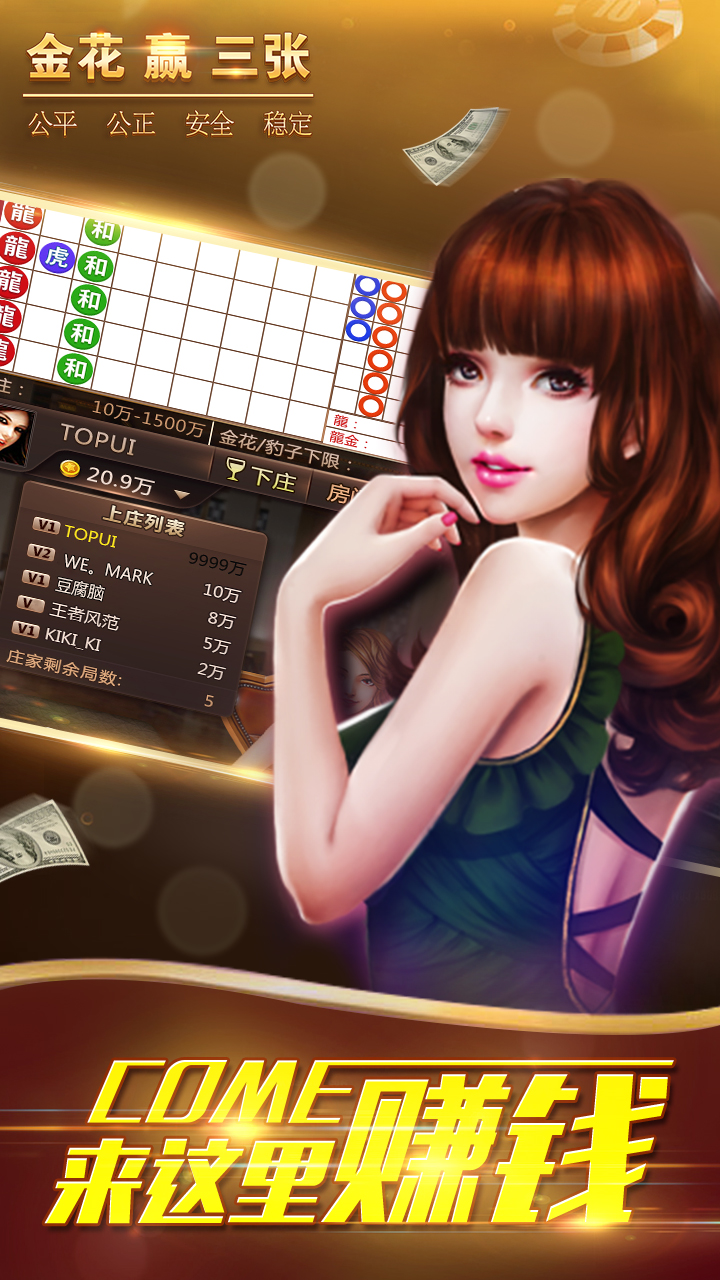 金花 赢 三张
公平 公正 安全 稳定
龍 和
龍 虎 和
龍 和
龍 和
龍 和
龍：
龍金：
主：
10万-1500万
金花/豹子下限：
TOPUI
20.9万
下庄
上庄列表
V1 TOPUI 9999万
V2 WE。MARK 10万
V1 豆腐脑 8万
V 王者风范 5万
V1 KIKI_KI 2万
庄家剩余局数: 5
COME
来这里赚钱